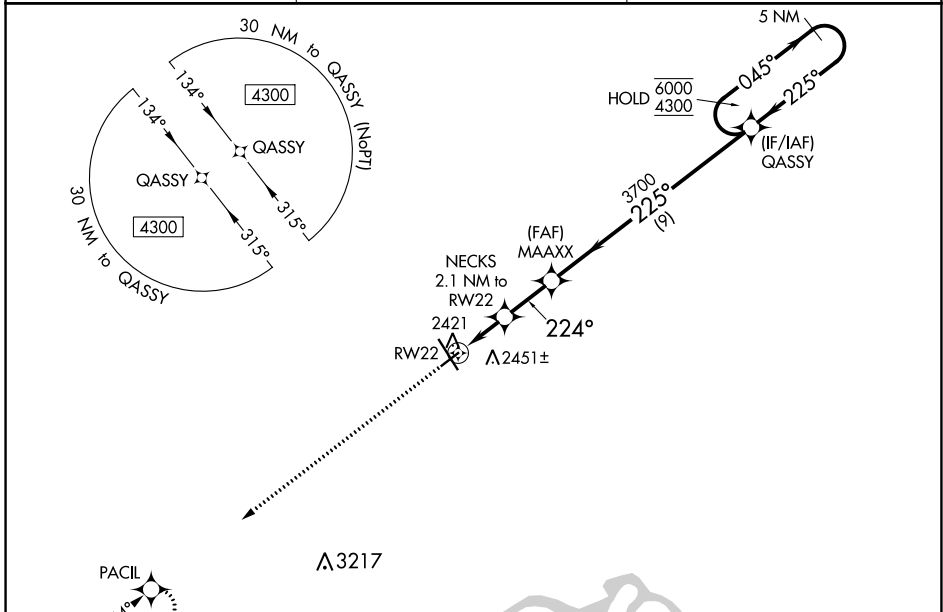 30 NM to QASSY (NoPT)
4300
134°
QASSY
315°
134°
QASSY
315°
4300
30 NM to QASSY
5 NM
045°
225°
HOLD 6000
4300
(IF/IAF)
QASSY
3700
225°
(9)
(FAF)
MAAXX
NECKS
2.1 NM to
RW22
224°
2421
RW22
2451±
3217
PACIL